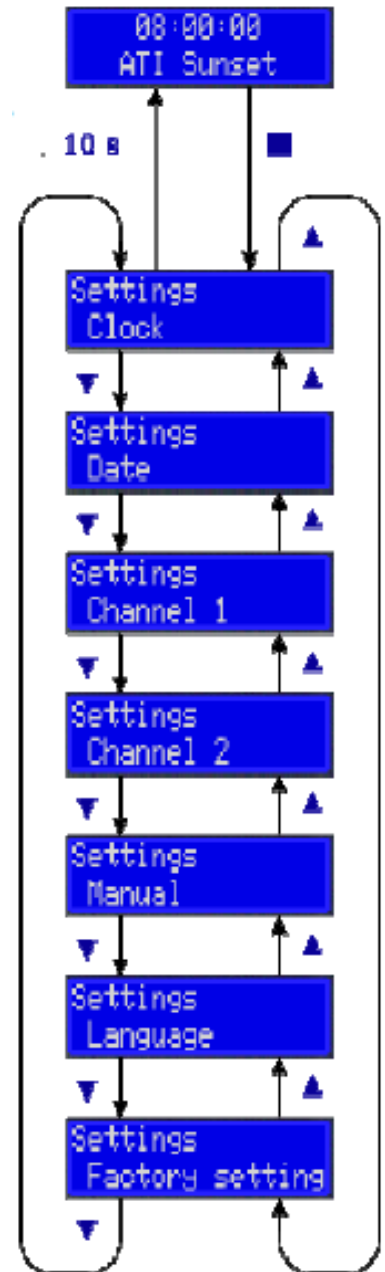 08:00:00
ATI Sunset
. 10 s
Settings
Clock
Settings
Date
Settings
Channel 1
Settings
Channel 2
Settings
Manual
Settings
Language
Settings
Factory setting